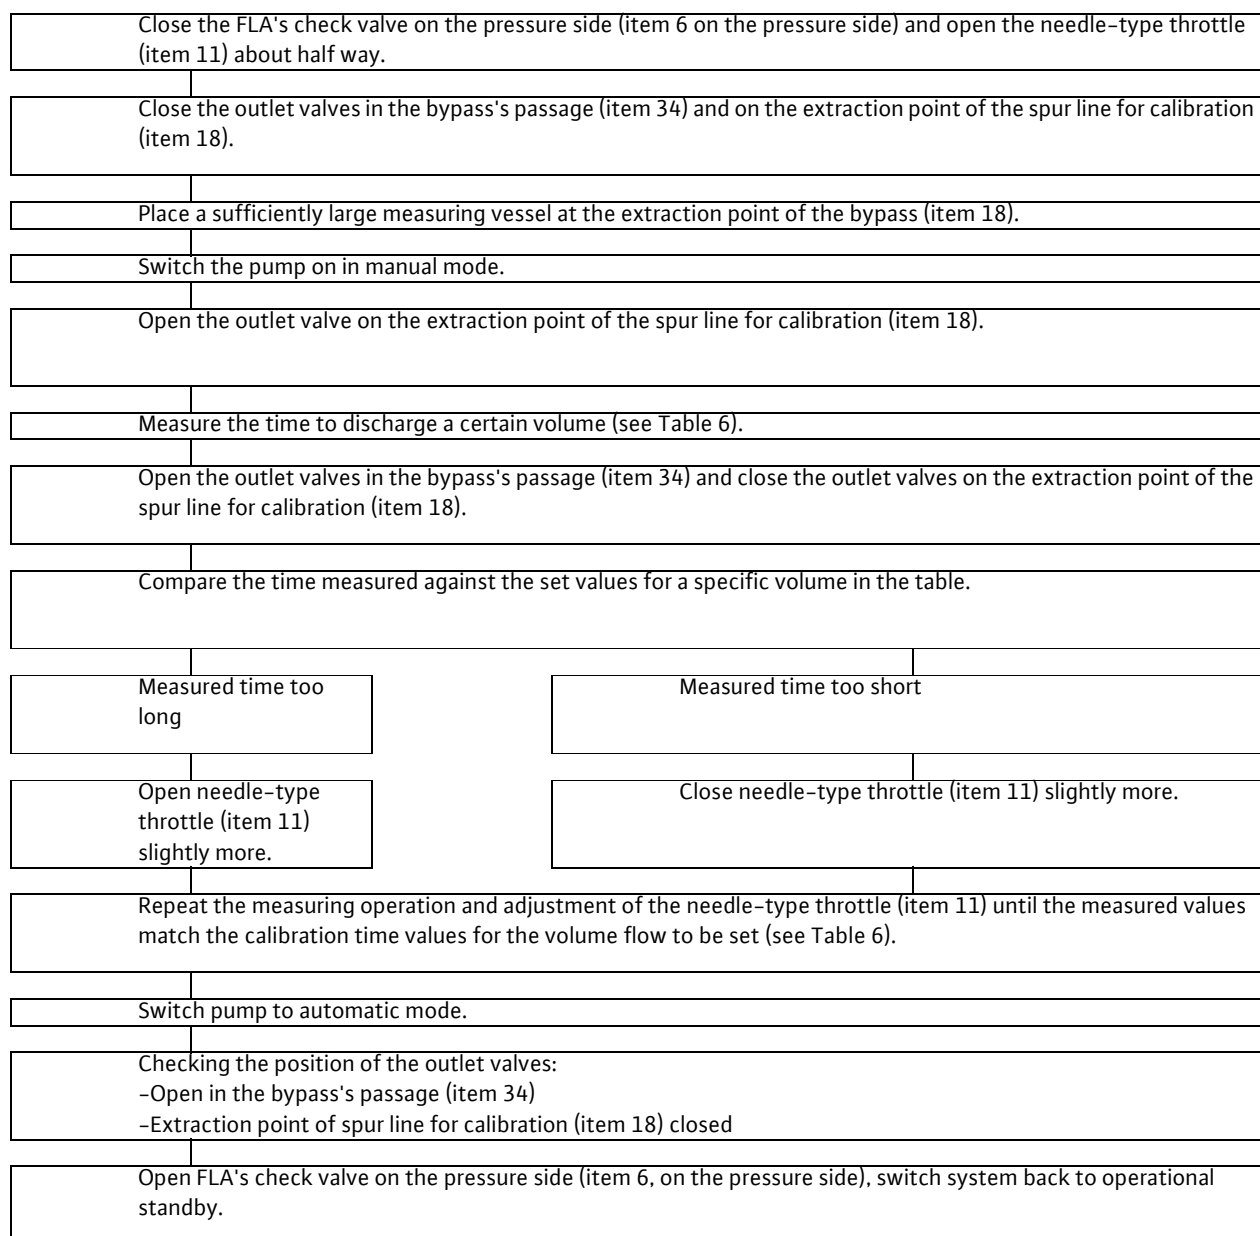 Close the FLA's check valve on the pressure side (item 6 on the pressure side) and open the needle-type throttle
(item 11) about half way.
Close the outlet valves in the bypass's passage (item 34) and on the extraction point of the spur line for calibration
(item 18).
Place a sufficiently large measuring vessel at the extraction point of the bypass (item 18).
Switch the pump on in manual mode.
Open the outlet valve on the extraction point of the spur line for calibration (item 18).
Measure the time to discharge a certain volume (see Table 6).
Open the outlet valves in the bypass's passage (item 34) and close the outlet valves on the extraction point of the
spur line for calibration (item 18).
Compare the time measured against the set values for a specific volume in the table.
Measured time too
long
Measured time too short
Open needle-type
throttle (item 11)
slightly more.
Close needle-type throttle (item 11) slightly more.
Repeat the measuring operation and adjustment of the needle-type throttle (item 11) until the measured values
match the calibration time values for the volume flow to be set (see Table 6).
Switch pump to automatic mode.
Checking the position of the outlet valves:
-Open in the bypass's passage (item 34)
-Extraction point of spur line for calibration (item 18) closed
Open FLA's check valve on the pressure side (item 6, on the pressure side), switch system back to operational
standby.